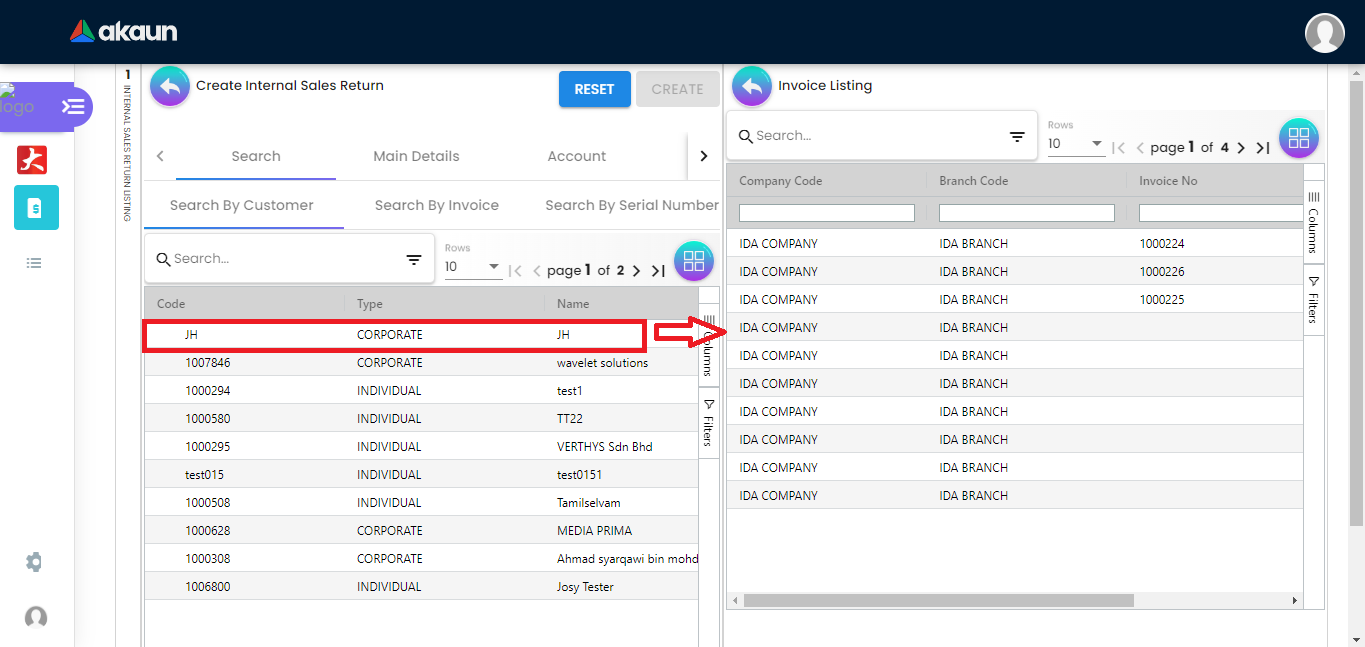 akaun
logo
1
INTERNAL SALES RETURN LISTING
Create Internal Sales Return
RESET
CREATE
Search
Main Details
Account
Search By Customer
Search By Invoice
Search By Serial Number
Search...
Rows
10
page 1 of 2
Code Type Name
JH CORPORATE JH
1007846 CORPORATE wavelet solutions
1000294 INDIVIDUAL test1
1000580 INDIVIDUAL TT22
1000295 INDIVIDUAL VERTHYS Sdn Bhd
test015 INDIVIDUAL test0151
1000508 INDIVIDUAL Tamilselvam
1000628 CORPORATE MEDIA PRIMA
1000308 CORPORATE Ahmad syarqawi bin mohd
1006800 INDIVIDUAL Josy Tester
Columns
Filters
Invoice Listing
Search...
Rows
10
page 1 of 4
Company Code Branch Code Invoice No
IDA COMPANY IDA BRANCH 1000224
IDA COMPANY IDA BRANCH 1000226
IDA COMPANY IDA BRANCH 1000225
IDA COMPANY IDA BRANCH
IDA COMPANY IDA BRANCH
IDA COMPANY IDA BRANCH
IDA COMPANY IDA BRANCH
IDA COMPANY IDA BRANCH
IDA COMPANY IDA BRANCH
IDA COMPANY IDA BRANCH
Columns
Filters